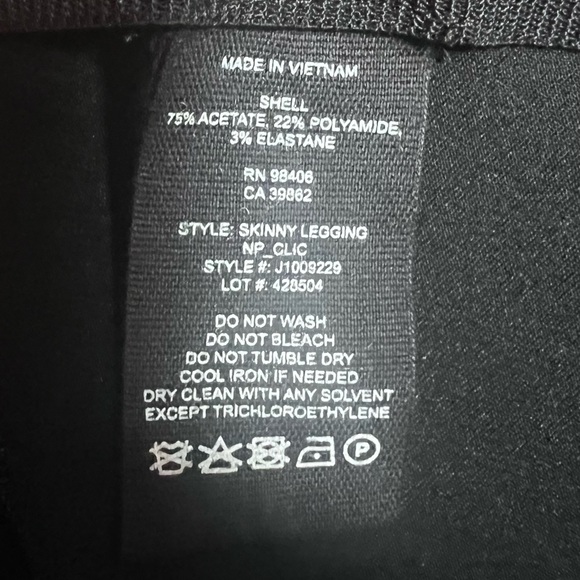 MADE IN VIETNAM
SHELL
75% ACETATE, 22% POLYAMIDE,
3% ELASTANE
RN 98406
CA 39862
STYLE: SKINNY LEGGING
NP_CLIC
STYLE #: J1009229
LOT #: 428504
DO NOT WASH
DO NOT BLEACH
DO NOT TUMBLE DRY
COOL IRON IF NEEDED
DRY CLEAN WITH ANY SOLVENT
EXCEPT TRICHLOROETHYLENE
P